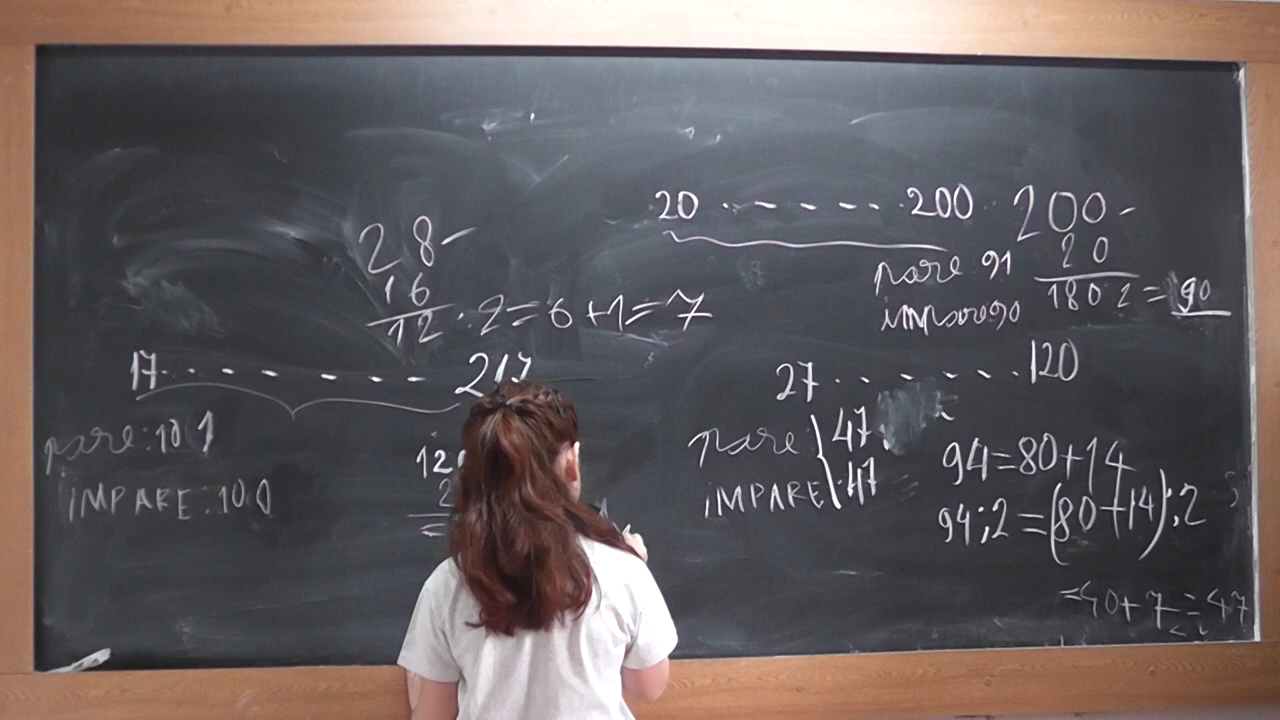 20 . - - - - - . 200
200 -
20
180 : 2 = 90
pare 91
impare 90
28 -
16
12 : 2 = 6 + 1 = 7
17 . - - - - - 217
pare: 101
IMPARE: 100
27 . . - - - - . 120
pare 47
IMPARE 47
94 = 80 + 14
94 : 2 = (80 + 14) : 2
= 40 + 7 = 47